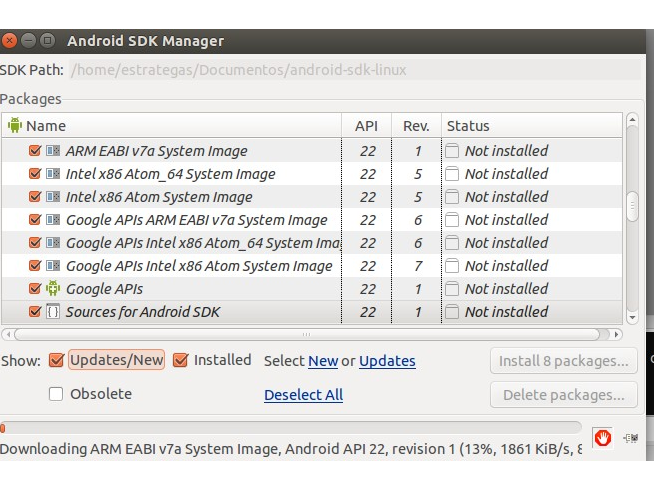 Android SDK Manager
SDK Path: /home/estrategas/Documentos/android-sdk-linux
Packages
Name API Rev. Status
ARM EABI v7a System Image 22 1 Not installed
Intel x86 Atom_64 System Image 22 5 Not installed
Intel x86 Atom System Image 22 5 Not installed
Google APIs ARM EABI v7a System Image 22 6 Not installed
Google APIs Intel x86 Atom_64 System Ima 22 6 Not installed
Google APIs Intel x86 Atom System Image 22 7 Not installed
Google APIs 22 1 Not installed
Sources for Android SDK 22 1 Not installed
Show: Updates/New Installed Select New or Updates Install 8 packages...
Obsolete Deselect All Delete packages...
Downloading ARM EABI v7a System Image, Android API 22, revision 1 (13%, 1861 KiB/s, 8